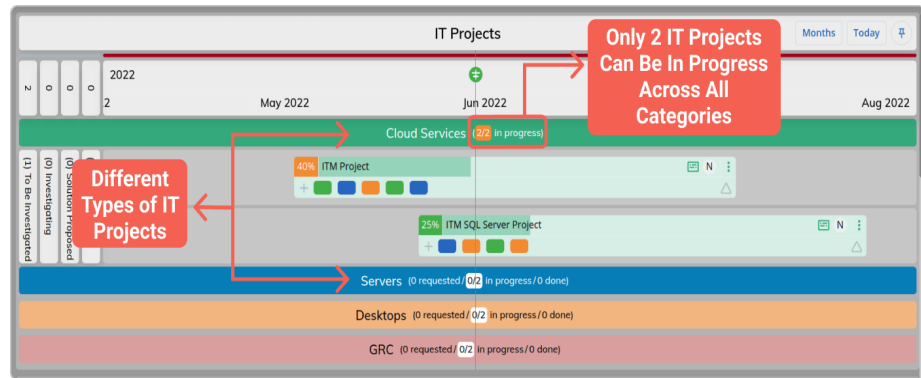 IT Projects
Months
Today
Only 2 IT Projects
Can Be In Progress
Across All
Categories
2
0
0
0
2022
2
May 2022
Jun 2022
Aug 2022
Cloud Services (2/2 in progress)
(1) To Be Investigated
(0) Investigating
(0) Solution Proposed
Different
Types of IT
Projects
40% ITM Project
N
25% ITM SQL Server Project
N
Servers (0 requested/ 0/2 in progress/0 done)
Desktops (0 requested/ 0/2 in progress/0 done)
GRC (0 requested/ 0/2 in progress/0 done)